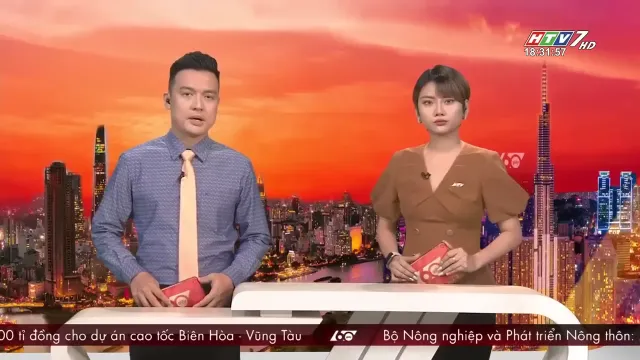 HTV7 HD
18:31:57
00 tỉ đồng cho dự án cao tốc Biên Hòa - Vũng Tàu 60 Bộ Nông nghiệp và Phát triển Nông thôn: